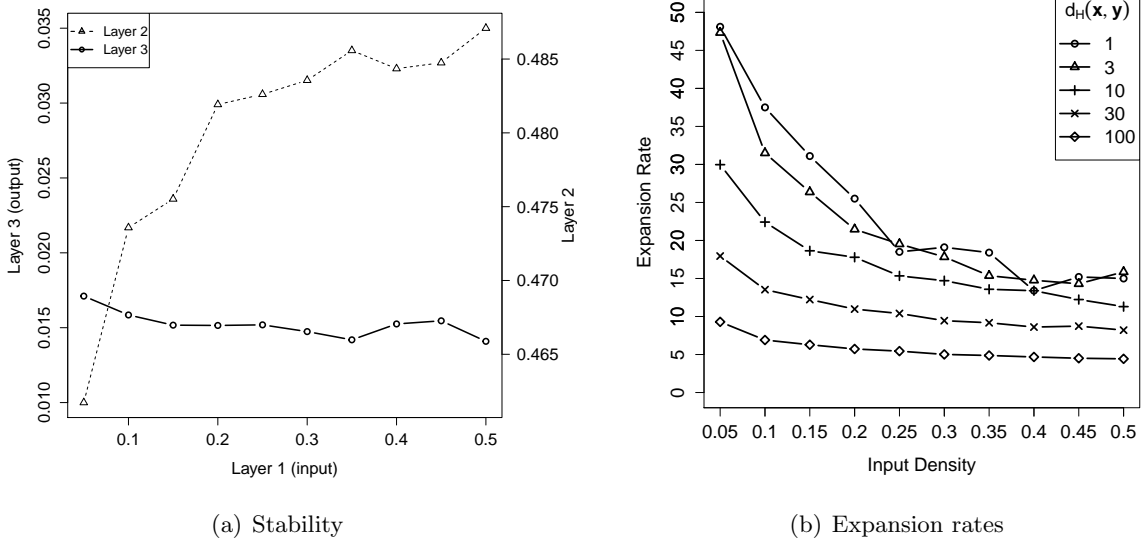 Layer 2
Layer 3
0.035
0.030
0.025
0.020
0.015
0.010
Layer 3 (output)
0.485
0.480
0.475
0.470
0.465
Layer 2
0.1 0.2 0.3 0.4 0.5
Layer 1 (input)
(a) Stability
d_H(x, y)
1
3
10
30
100
50
45
40
35
30
25
20
15
10
5
0
Expansion Rate
0.05 0.1 0.15 0.2 0.25 0.3 0.35 0.4 0.45 0.5
Input Density
(b) Expansion rates